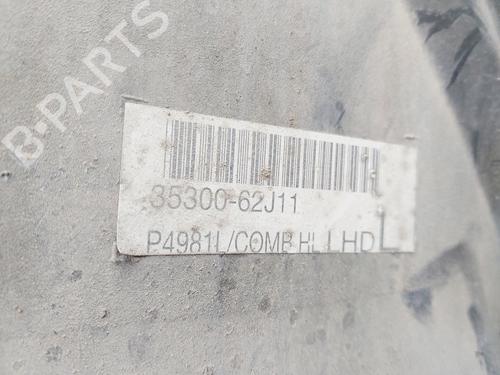 B-PARTS
L
35300-62J11
P4981L/COMB.HL LHD L